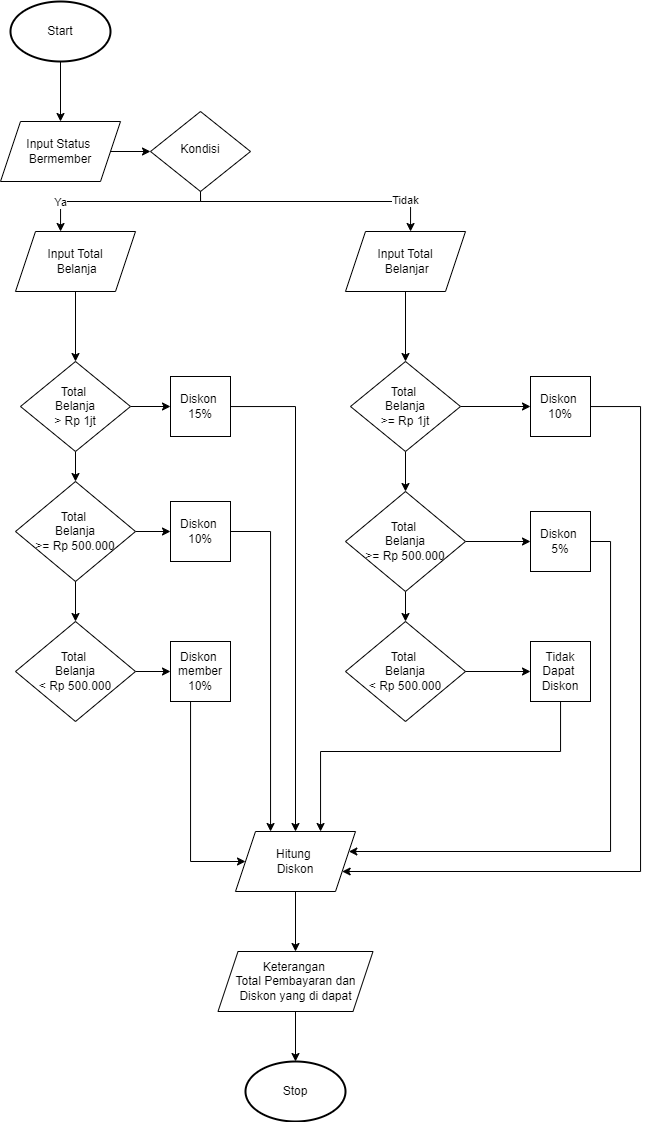 Start
Input Status
Bermember
Kondisi
Ya
Tidak
Input Total
Belanja
Input Total
Belanjar
Total
Belanja
> Rp 1jt
Diskon
15%
Total
Belanja
>= Rp 1jt
Diskon
10%
Total
Belanja
>= Rp 500.000
Diskon
10%
Total
Belanja
>= Rp 500.000
Diskon
5%
Total
Belanja
< Rp 500.000
Diskon
member
10%
Total
Belanja
< Rp 500.000
Tidak
Dapat
Diskon
Hitung
Diskon
Keterangan
Total Pembayaran dan
Diskon yang di dapat
Stop